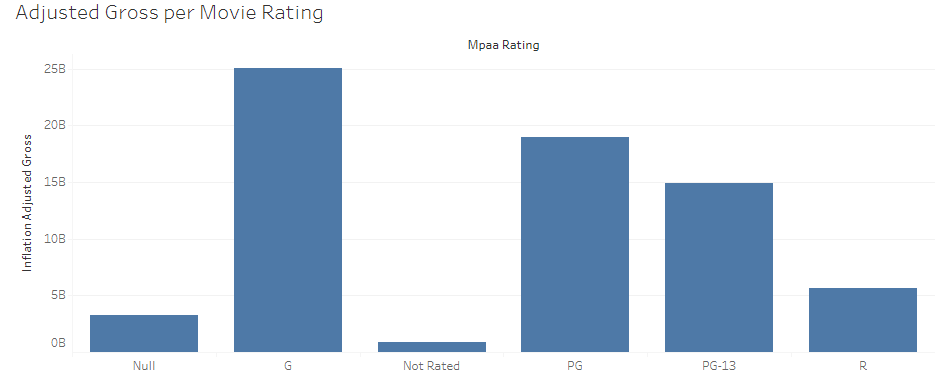 Adjusted Gross per Movie Rating
Mpaa Rating
Inflation Adjusted Gross
25B
20B
15B
10B
5B
0B
Null G Not Rated PG PG-13 R